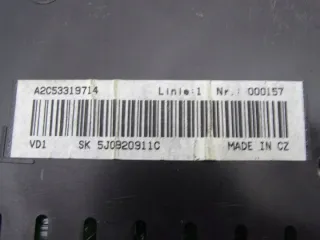 A2C53319714 Linie:1 Nr.: 000157
VD1 SK 5J0920911C MADE IN CZ